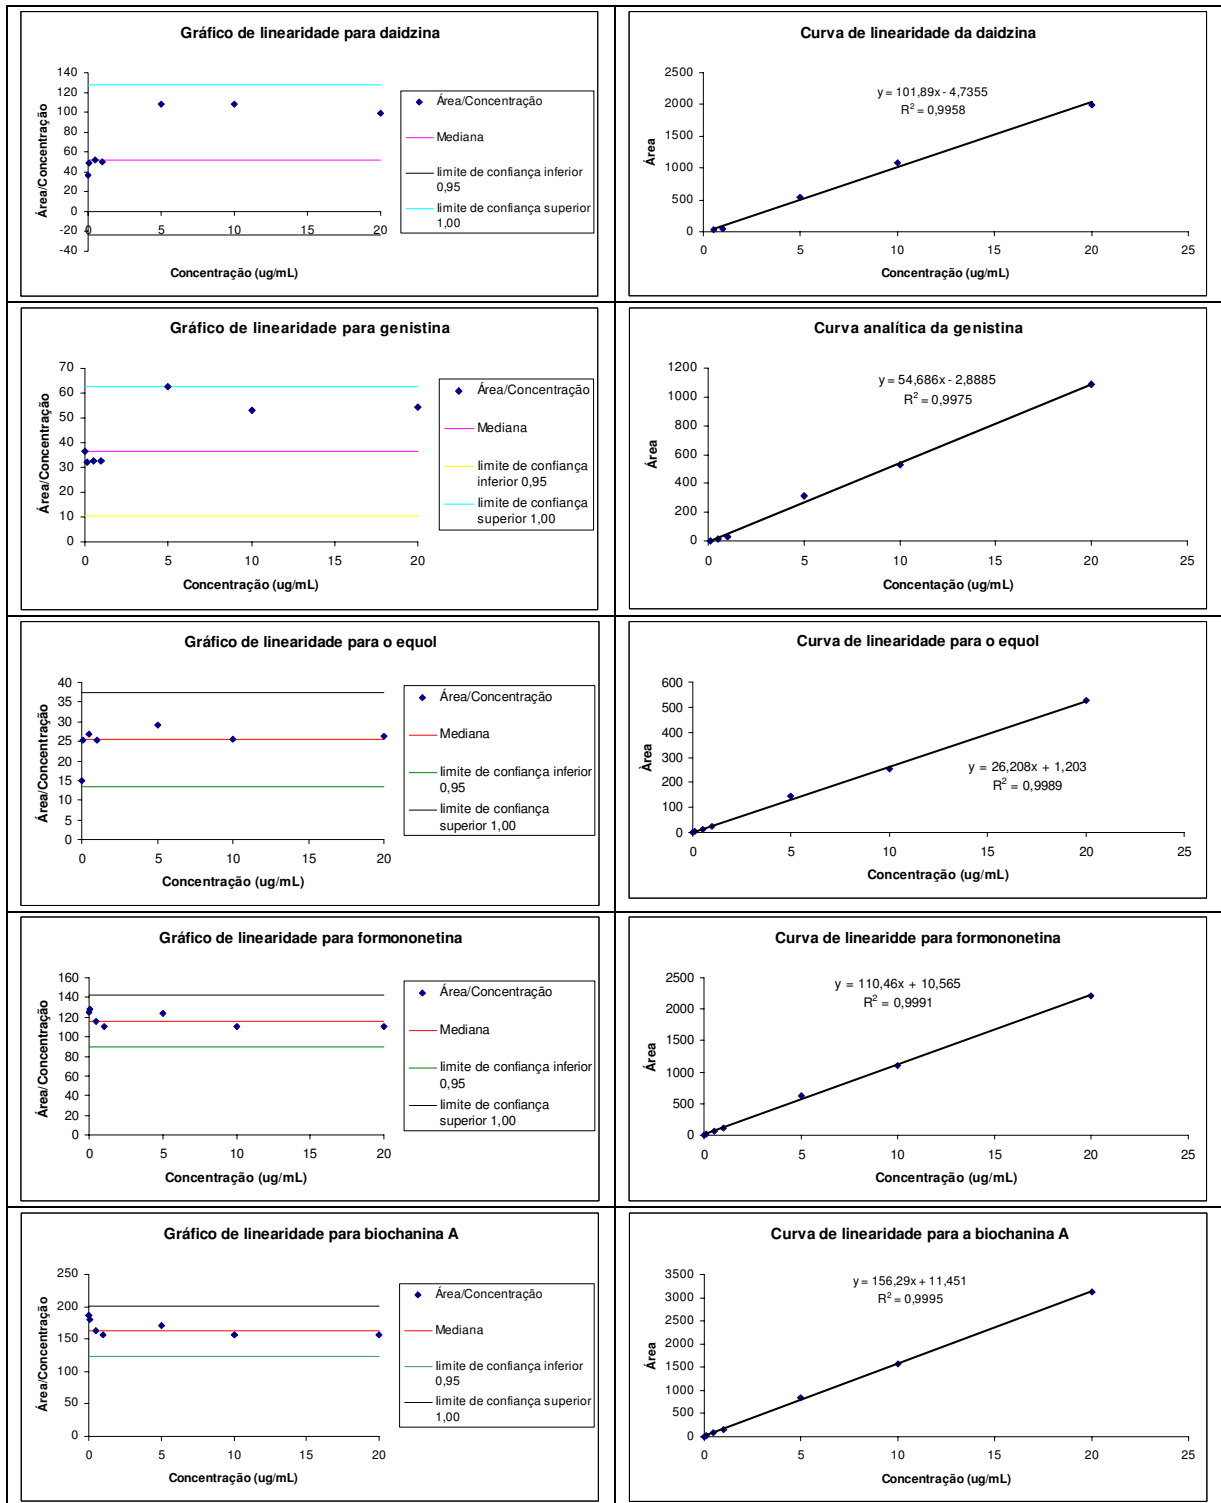 Gráfico de linearidade para daidzina
140
120
100
80
60
40
20
0
-20
-40
0
5
10
15
20
Área/Concentração
Concentração (ug/mL)
Área/Concentração
Mediana
limite de confiança inferior
0,95
limite de confiança superior
1,00
Curva de linearidade da daidzina
y = 101,89x - 4,7355
R² = 0,9958
2500
2000
1500
1000
500
0
0
5
10
15
20
25
Área
Concentração (ug/mL)
Gráfico de linearidade para genistina
70
60
50
40
30
20
10
0
0
5
10
15
20
Área/Concentração
Concentração (ug/mL)
Área/Concentração
Mediana
limite de confiança
inferior 0,95
limite de confiança
superior 1,00
Curva analítica da genistina
y = 54,686x - 2,8885
R² = 0,9975
1200
1000
800
600
400
200
0
0
5
10
15
20
25
Área
Concentação (ug/mL)
Gráfico de linearidade para o equol
40
35
30
25
20
15
10
5
0
0
5
10
15
20
Área/Concentração
Concentração (ug/mL)
Área/Concentração
Mediana
limite de confiança inferior
0,95
limite de confiança
superior 1,00
Curva de linearidade para o equol
600
500
400
300
200
100
0
y = 26,208x + 1,203
R² = 0,9989
0
5
10
15
20
25
Àrea
Concentração (ug/mL)
Gráfico de linearidade para formononetina
160
140
120
100
80
60
40
20
0
0
5
10
15
20
Área/Concentração
Concentração (ug/mL)
Área/Concentração
Mediana
limite de confiança inferior
0,95
limite de confiança
superior 1,00
Curva de linearidde para formononetina
y = 110,46x + 10,565
R² = 0,9991
2500
2000
1500
1000
500
0
0
5
10
15
20
25
Área
Concentração (ug/mL)
Gráfico de linearidade para biochanina A
250
200
150
100
50
0
0
5
10
15
20
Área/Concentração
Concentração (ug/mL)
Área/Concentração
Mediana
limite de confiança inferior
0,95
limite de confiança superior
1,00
Curva de linearidade para a biochanina A
y = 156,29x + 11,451
R² = 0,9995
3500
3000
2500
2000
1500
1000
500
0
0
5
10
15
20
25
Área
Concentração (ug/mL)